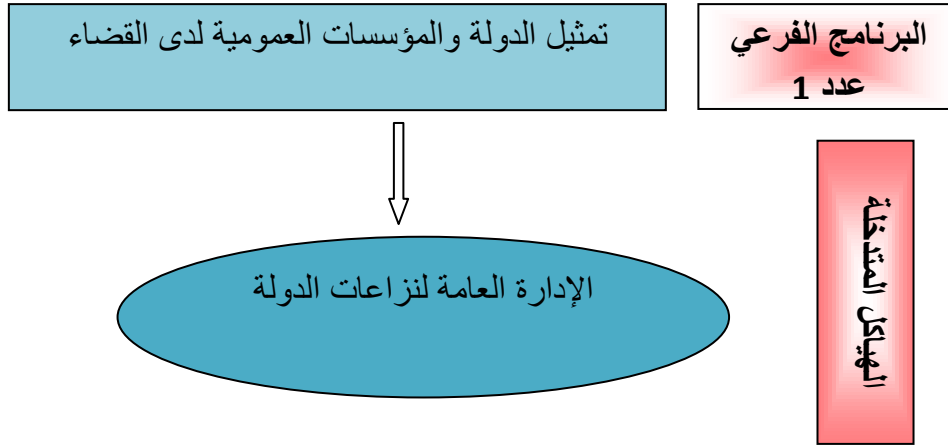 البرنامج الفرعي
عدد 1
تمثيل الدولة والمؤسسات العمومية لدى القضاء
الهياكل المتدخلة
الإدارة العامة لنزاعات الدولة